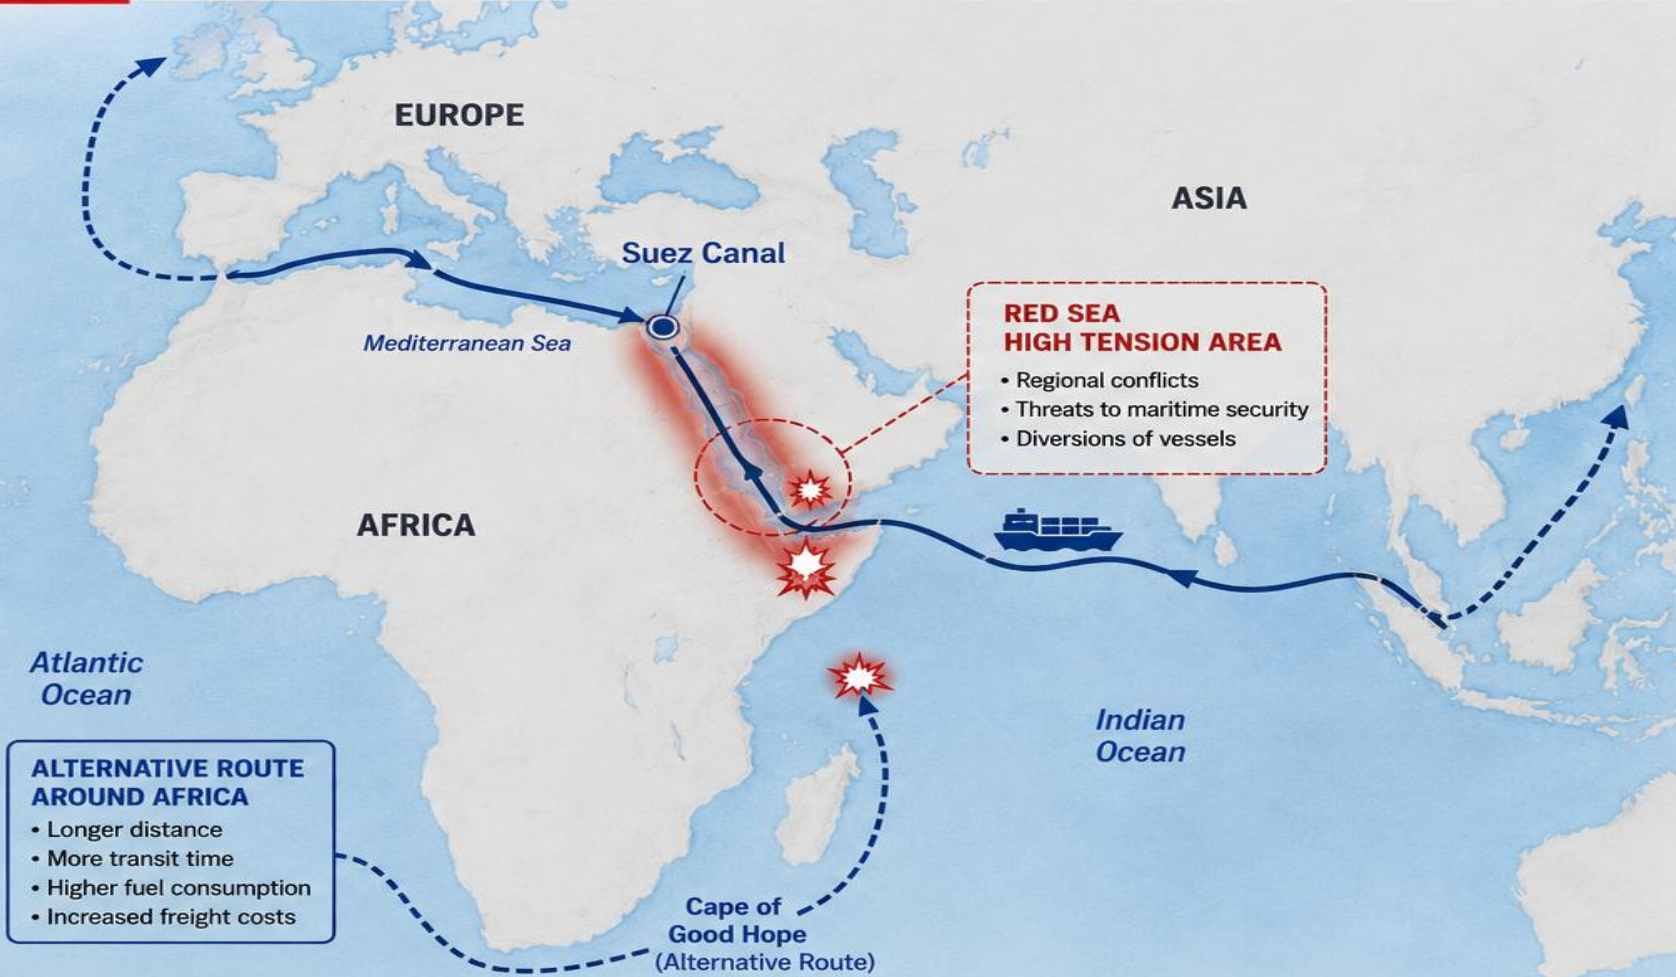 EUROPE
ASIA
Suez Canal
Mediterranean Sea
RED SEA
HIGH TENSION AREA
• Regional conflicts
• Threats to maritime security
• Diversions of vessels
AFRICA
Atlantic
Ocean
Indian
Ocean
ALTERNATIVE ROUTE
AROUND AFRICA
• Longer distance
• More transit time
• Higher fuel consumption
• Increased freight costs
Cape of
Good Hope
(Alternative Route)